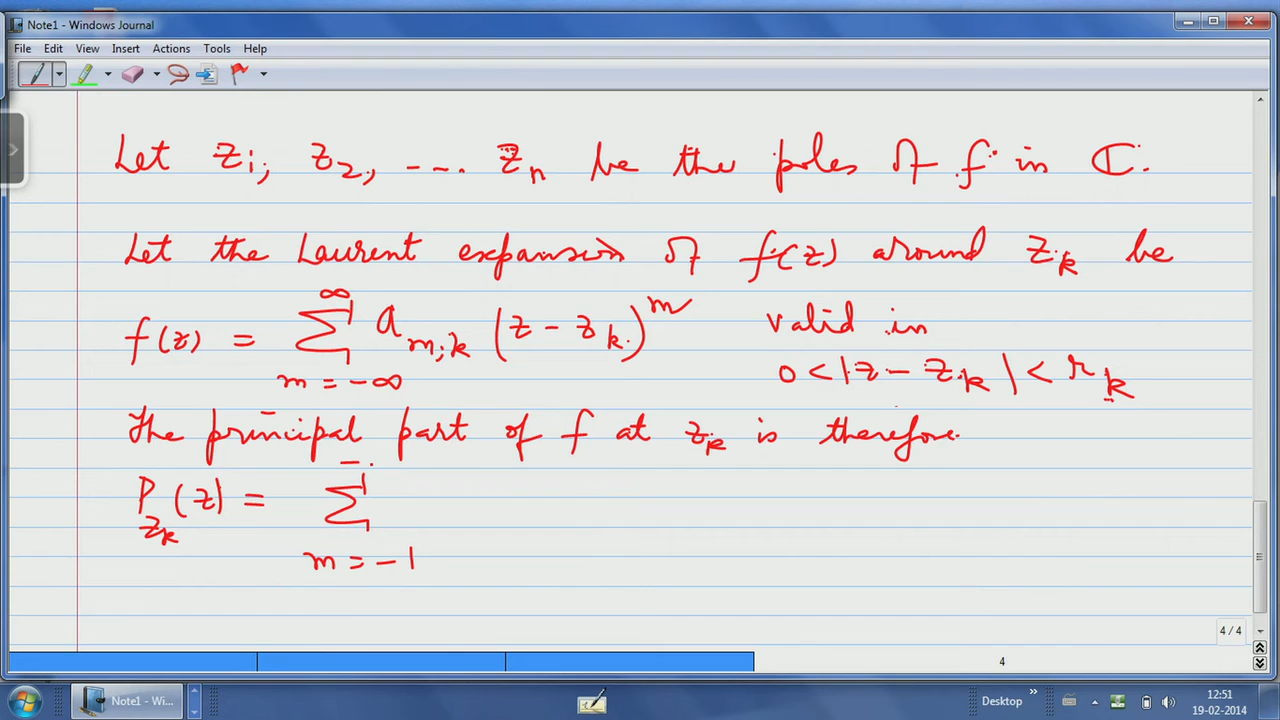 Note1 - Windows Journal
File Edit View Insert Actions Tools Help
Let z1, z2, ---. zn be the poles of f in ℂ.
Let the Laurent expansion of f(z) around zk be
f(z) = ∑_{m=-∞}^{∞} a_{m,k} (z - zk)^m valid in
0 < |z - zk| < rk
The principal part of f at zk is therefore
P_{zk}(z) = ∑_{m = -1}^{-}
4 / 4
4
Note1 - Wi...
Desktop
12:51
19-02-2014